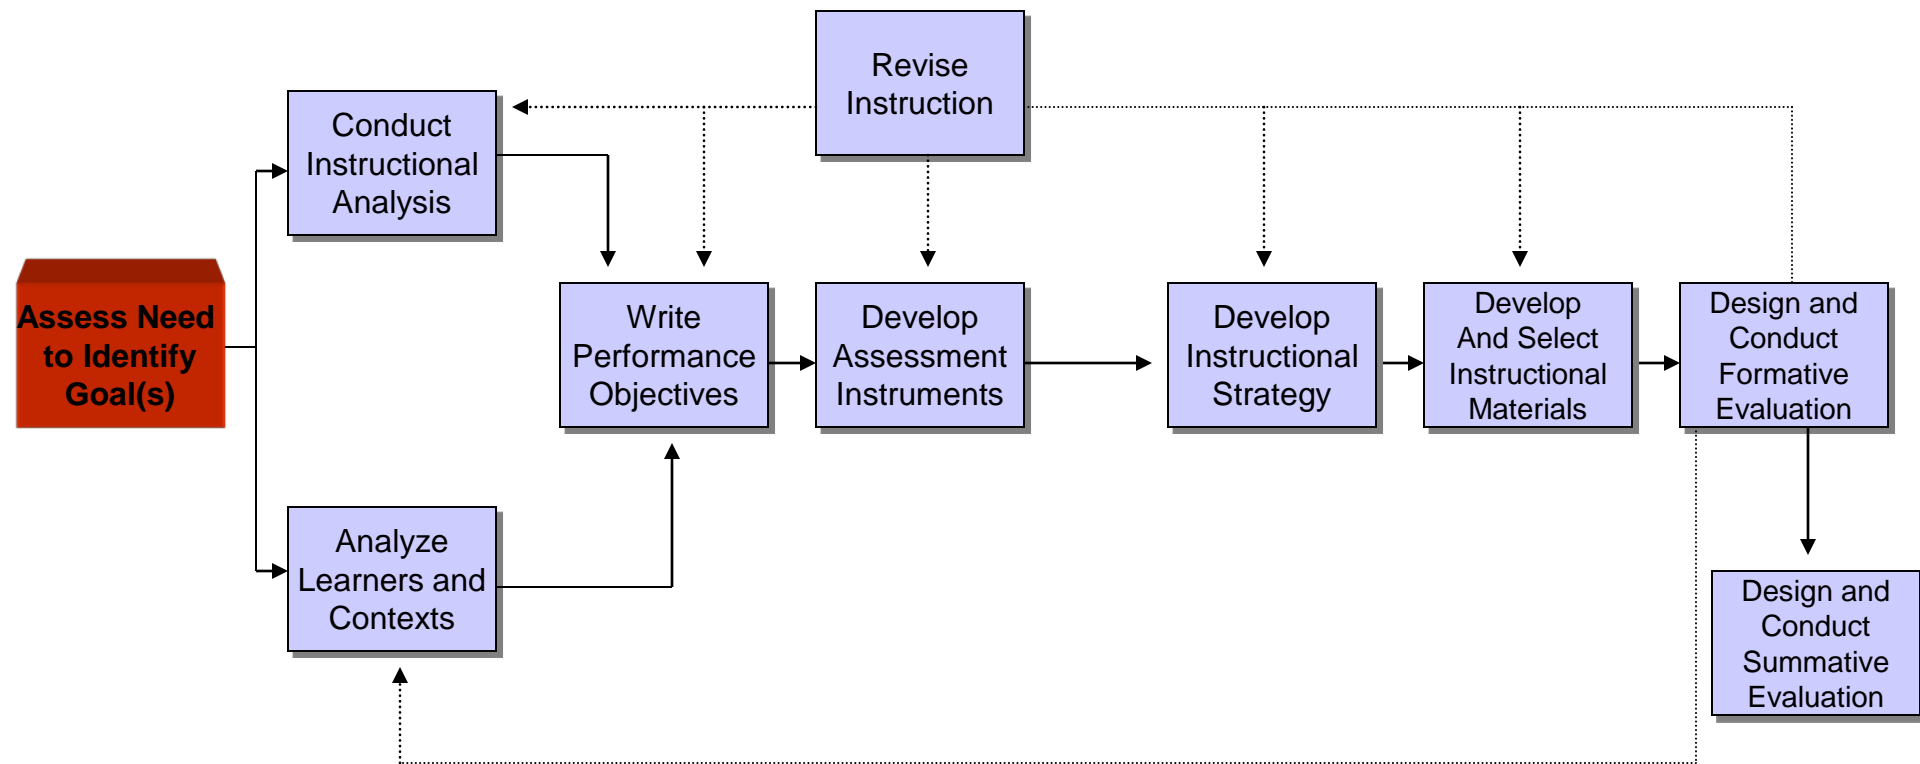 Revise
Instruction
Conduct
Instructional
Analysis
Assess Need
to Identify
Goal(s)
Write
Performance
Objectives
Develop
Assessment
Instruments
Develop
Instructional
Strategy
Develop
And Select
Instructional
Materials
Design and
Conduct
Formative
Evaluation
Analyze
Learners and
Contexts
Design and
Conduct
Summative
Evaluation